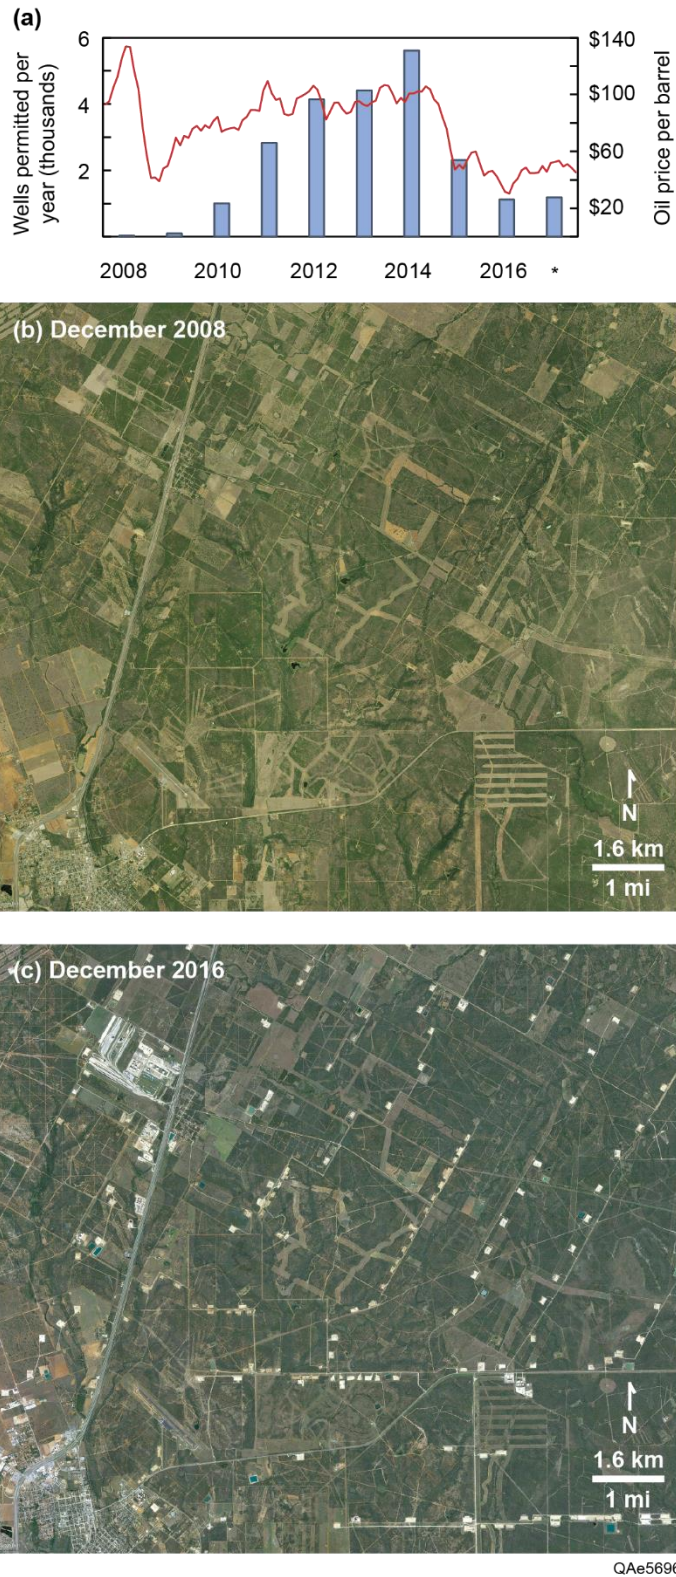 (a)
Wells permitted per
year (thousands)
6
4
2
$140
$100
$60
$20
Oil price per barrel
2008 2010 2012 2014 2016 *
(b) December 2008
N
1.6 km
1 mi
(c) December 2016
N
1.6 km
1 mi
QAe5696